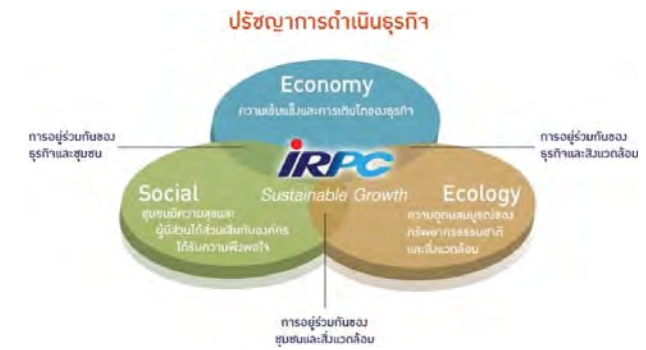 ปรัชญาการดำเนินธุรกิจ
Economy
ความเข้มแข็งและการเติบโตของธุรกิจ
การอยู่ร่วมกันของ
ธุรกิจและชุมชน
การอยู่ร่วมกันของ
ธุรกิจและสิ่งแวดล้อม
IRPC
Sustainable Growth
Social
ชุมชนมีความสุขและ
ผู้มีส่วนได้ส่วนเสียกับองค์กร
ได้รับความพึงพอใจ
Ecology
ความอุดมสมบูรณ์ของ
ทรัพยากรธรรมชาติ
และสิ่งแวดล้อม
การอยู่ร่วมกันของ
ชุมชนและสิ่งแวดล้อม